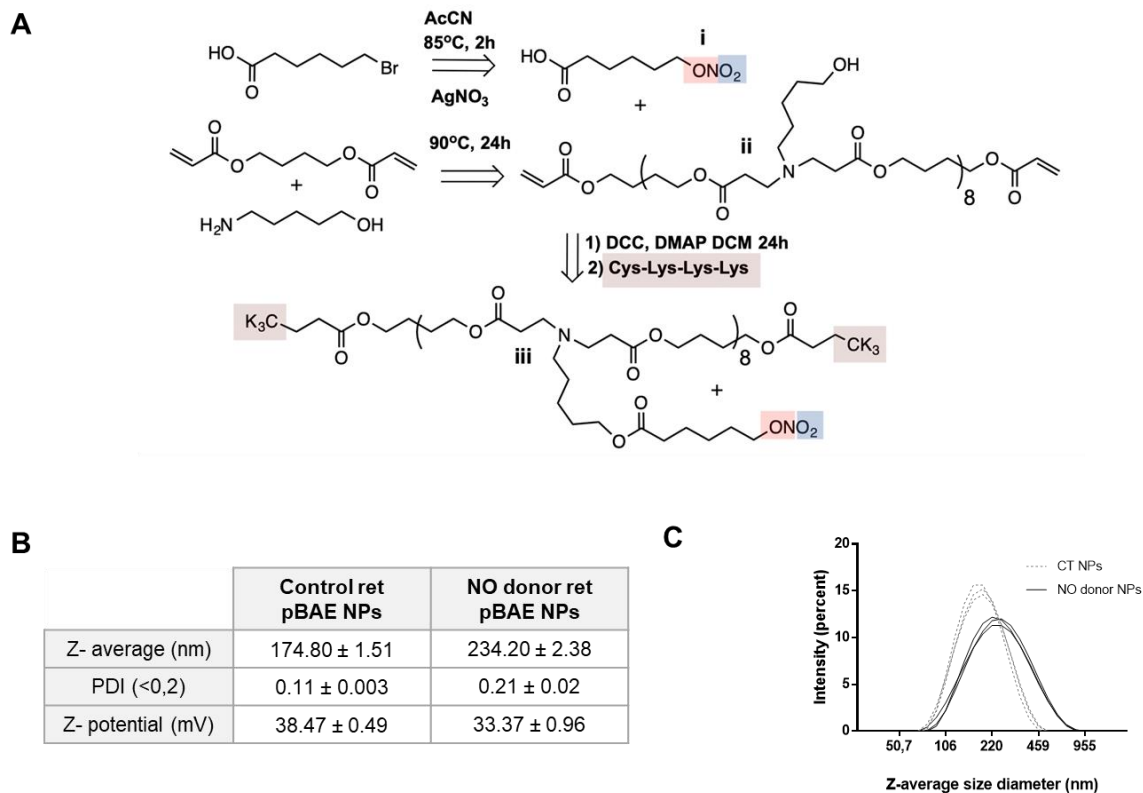 A
AcCN
85°C, 2h
AgNO₃
HO
O
Br
i
HO
O
ONO₂
+
O
O
O
O
+
H₂N
OH
90°C, 24h
ii
OH
N
O
O
O
O
O
O
O
O
8
1) DCC, DMAP DCM 24h
2) Cys-Lys-Lys-Lys
K₃C
O
O
O
O
iii
N
O
O
8
O
O
CK₃
+
O
O
ONO₂
B
Control ret
pBAE NPs
NO donor ret
pBAE NPs
Z- average (nm) 174.80 ± 1.51 234.20 ± 2.38
PDI (<0,2) 0.11 ± 0.003 0.21 ± 0.02
Z- potential (mV) 38.47 ± 0.49 33.37 ± 0.96
C
Intensity (percent)
20
15
10
5
0
50,7 106 220 459 955
Z-average size diameter (nm)
CT NPs
NO donor NPs